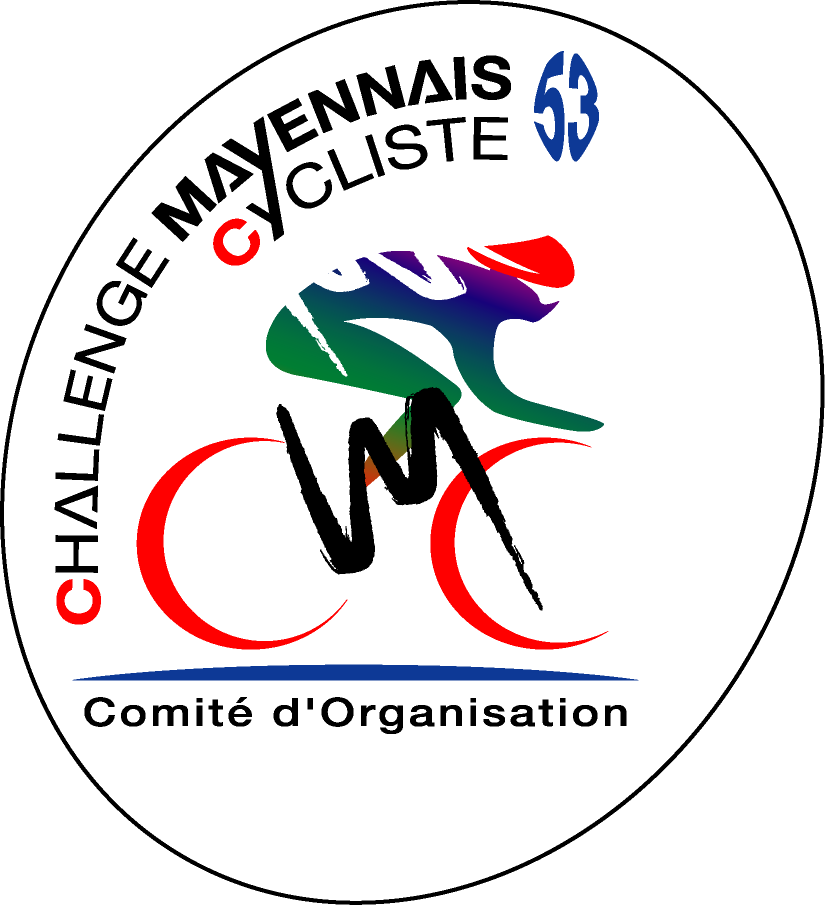 CHALLENGE MAYENNAIS 53
CYCLISTE
M
Comité d'Organisation